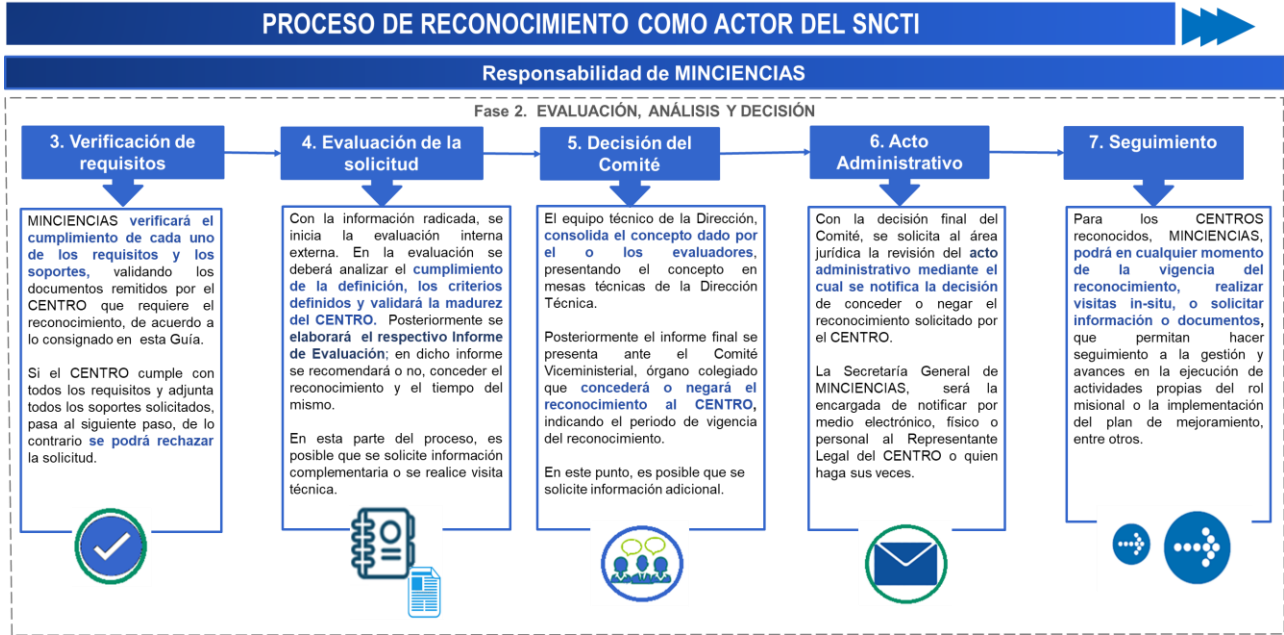 PROCESO DE RECONOCIMIENTO COMO ACTOR DEL SNCTI
Responsabilidad de MINCIENCIAS
Fase 2. EVALUACIÓN, ANÁLISIS Y DECISIÓN
3. Verificación de
requisitos
MINCIENCIAS verificará el
cumplimiento de cada uno
de los requisitos y los
soportes, validando los
documentos remitidos por el
CENTRO que requiere el
reconocimiento, de acuerdo a
lo consignado en esta Guía.
Si el CENTRO cumple con
todos los requisitos y adjunta
todos los soportes solicitados,
pasa al siguiente paso, de lo
contrario se podrá rechazar
la solicitud.
4. Evaluación de la
solicitud
Con la información radicada, se
inicia la evaluación interna
externa. En la evaluación se
deberá analizar el cumplimiento
de la definición, los criterios
definidos y validará la madurez
del CENTRO. Posteriormente se
elaborará el respectivo Informe
de Evaluación; en dicho informe
se recomendará o no, conceder el
reconocimiento y el tiempo del
mismo.
En esta parte del proceso, es
posible que se solicite información
complementaria o se realice visita
técnica.
5. Decisión del
Comité
El equipo técnico de la Dirección,
consolida el concepto dado por
el o los evaluadores,
presentando el concepto en
mesas técnicas de la Dirección
Técnica.
Posteriormente el informe final se
presenta ante el Comité
Viceministerial, órgano colegiado
que concederá o negará el
reconocimiento al CENTRO,
indicando el periodo de vigencia
del reconocimiento.
En este punto, es posible que se
solicite información adicional.
6. Acto
Administrativo
Con la decisión final del
Comité, se solicita al área
jurídica la revisión del acto
administrativo mediante el
cual se notifica la decisión
de conceder o negar el
reconocimiento solicitado por
el CENTRO.
La Secretaría General de
MINCIENCIAS, será la
encargada de notificar por
medio electrónico, físico o
personal al Representante
Legal del CENTRO o quien
haga sus veces.
7. Seguimiento
Para los CENTROS
reconocidos, MINCIENCIAS,
podrá en cualquier momento
de la vigencia del
reconocimiento, realizar
visitas in-situ, o solicitar
información o documentos,
que permitan hacer
seguimiento a la gestión y
avances en la ejecución de
actividades propias del rol
misional o la implementación
del plan de mejoramiento,
entre otros.